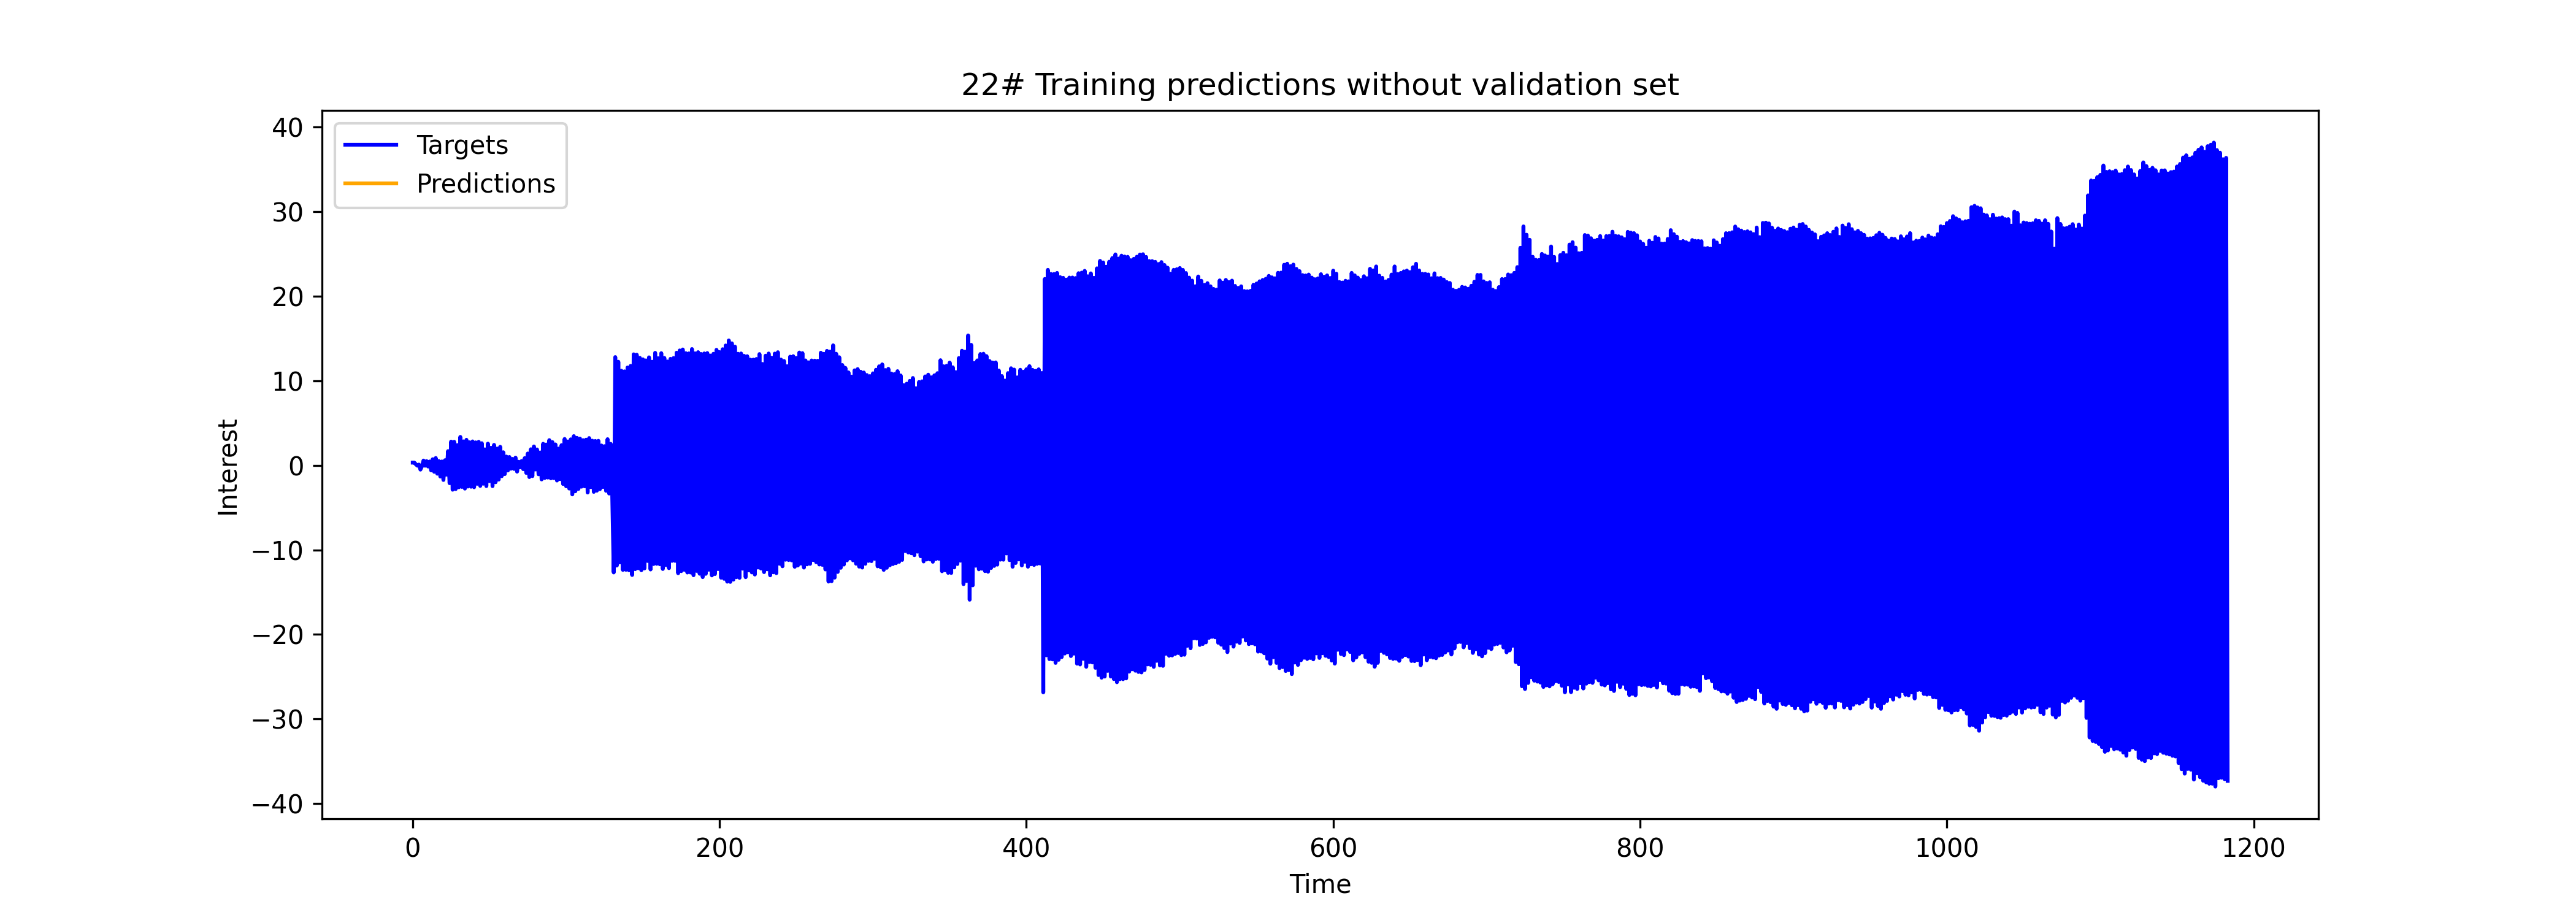 22# Training predictions without validation set
Targets
Predictions
40
30
20
10
0
−10
−20
−30
−40
Interest
0 200 400 600 800 1000 1200
Time